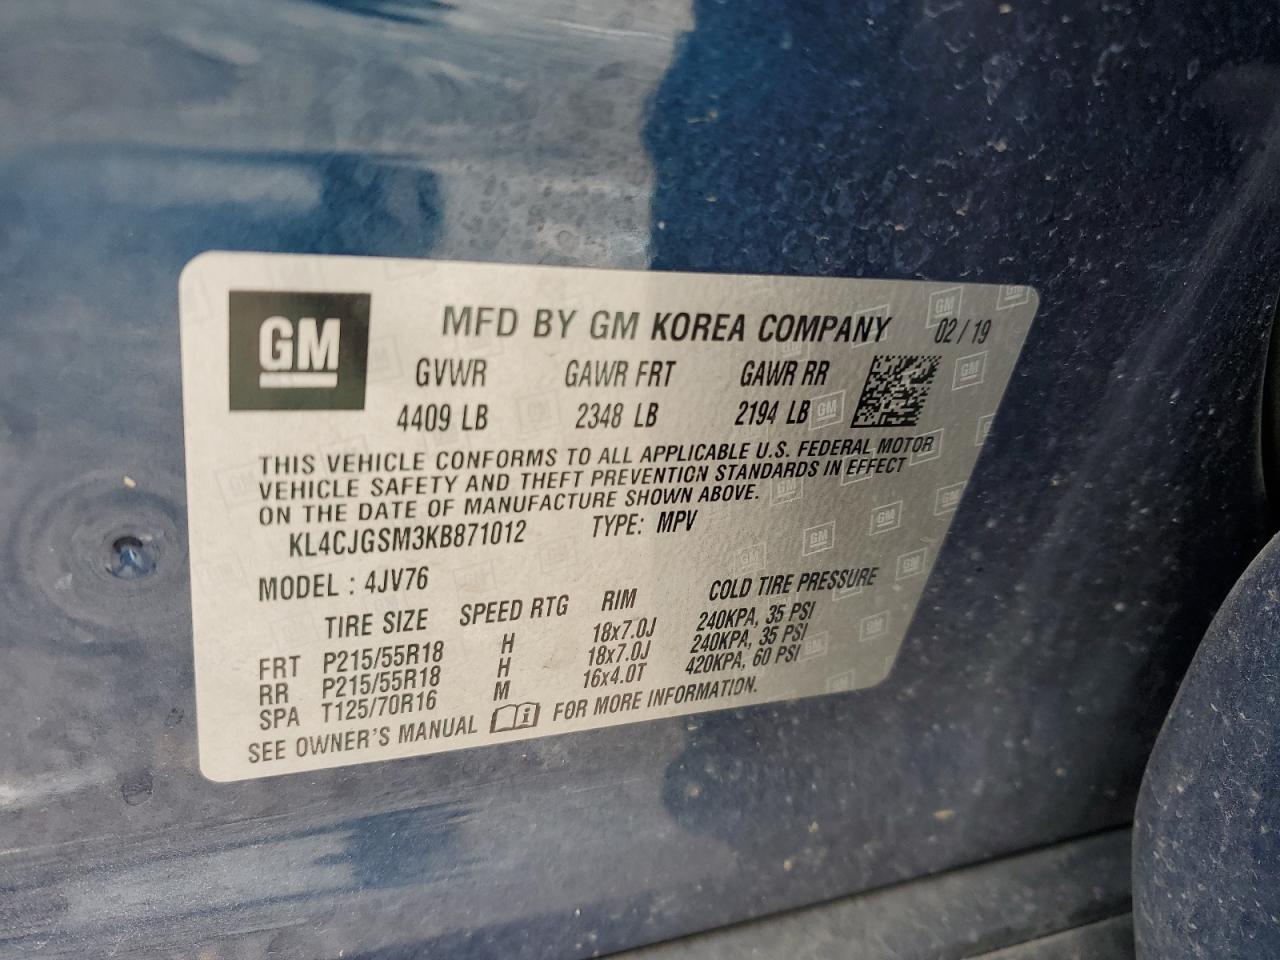 GM
MFD BY GM KOREA COMPANY 02/19
GVWR GAWR FRT GAWR RR
4409 LB 2348 LB 2194 LB
THIS VEHICLE CONFORMS TO ALL APPLICABLE U.S. FEDERAL MOTOR
VEHICLE SAFETY AND THEFT PREVENTION STANDARDS IN EFFECT
ON THE DATE OF MANUFACTURE SHOWN ABOVE.
KL4CJGSM3KB871012 TYPE: MPV
MODEL : 4JV76
TIRE SIZE SPEED RTG RIM COLD TIRE PRESSURE
FRT P215/55R18 H 18x7.0J 240KPA, 35 PSI
RR P215/55R18 H 18x7.0J 240KPA, 35 PSI
SPA T125/70R16 M 16x4.0T 420KPA, 60 PSI
SEE OWNER'S MANUAL i FOR MORE INFORMATION.